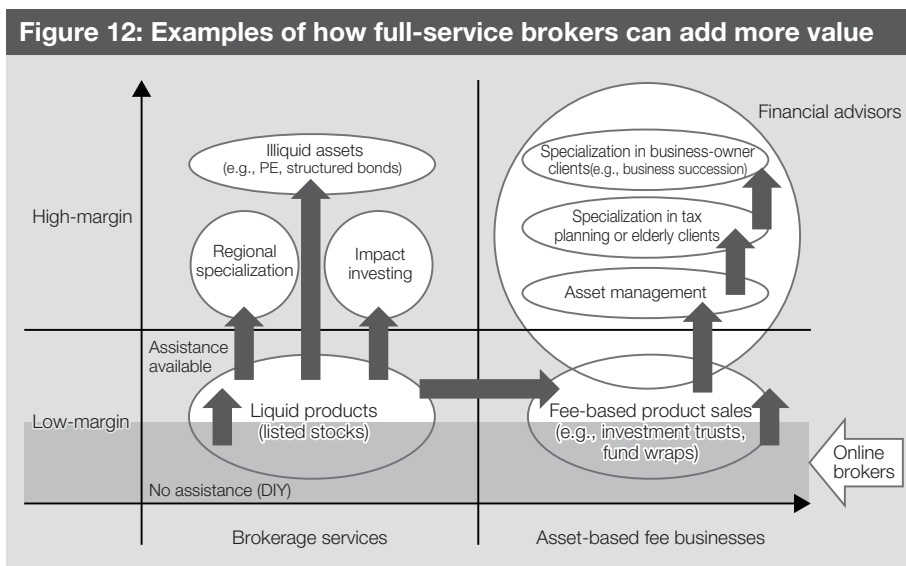 Figure 12: Examples of how full-service brokers can add more value
Financial advisors
Illiquid assets
(e.g., PE, structured bonds)
Specialization in business-owner
clients(e.g., business succession)
High-margin
Regional
specialization
Impact
investing
Specialization in tax
planning or elderly clients
Asset management
Assistance
available
Low-margin
Liquid products
(listed stocks)
Fee-based product sales
(e.g., investment trusts,
fund wraps)
Online
brokers
No assistance (DIY)
Brokerage services
Asset-based fee businesses